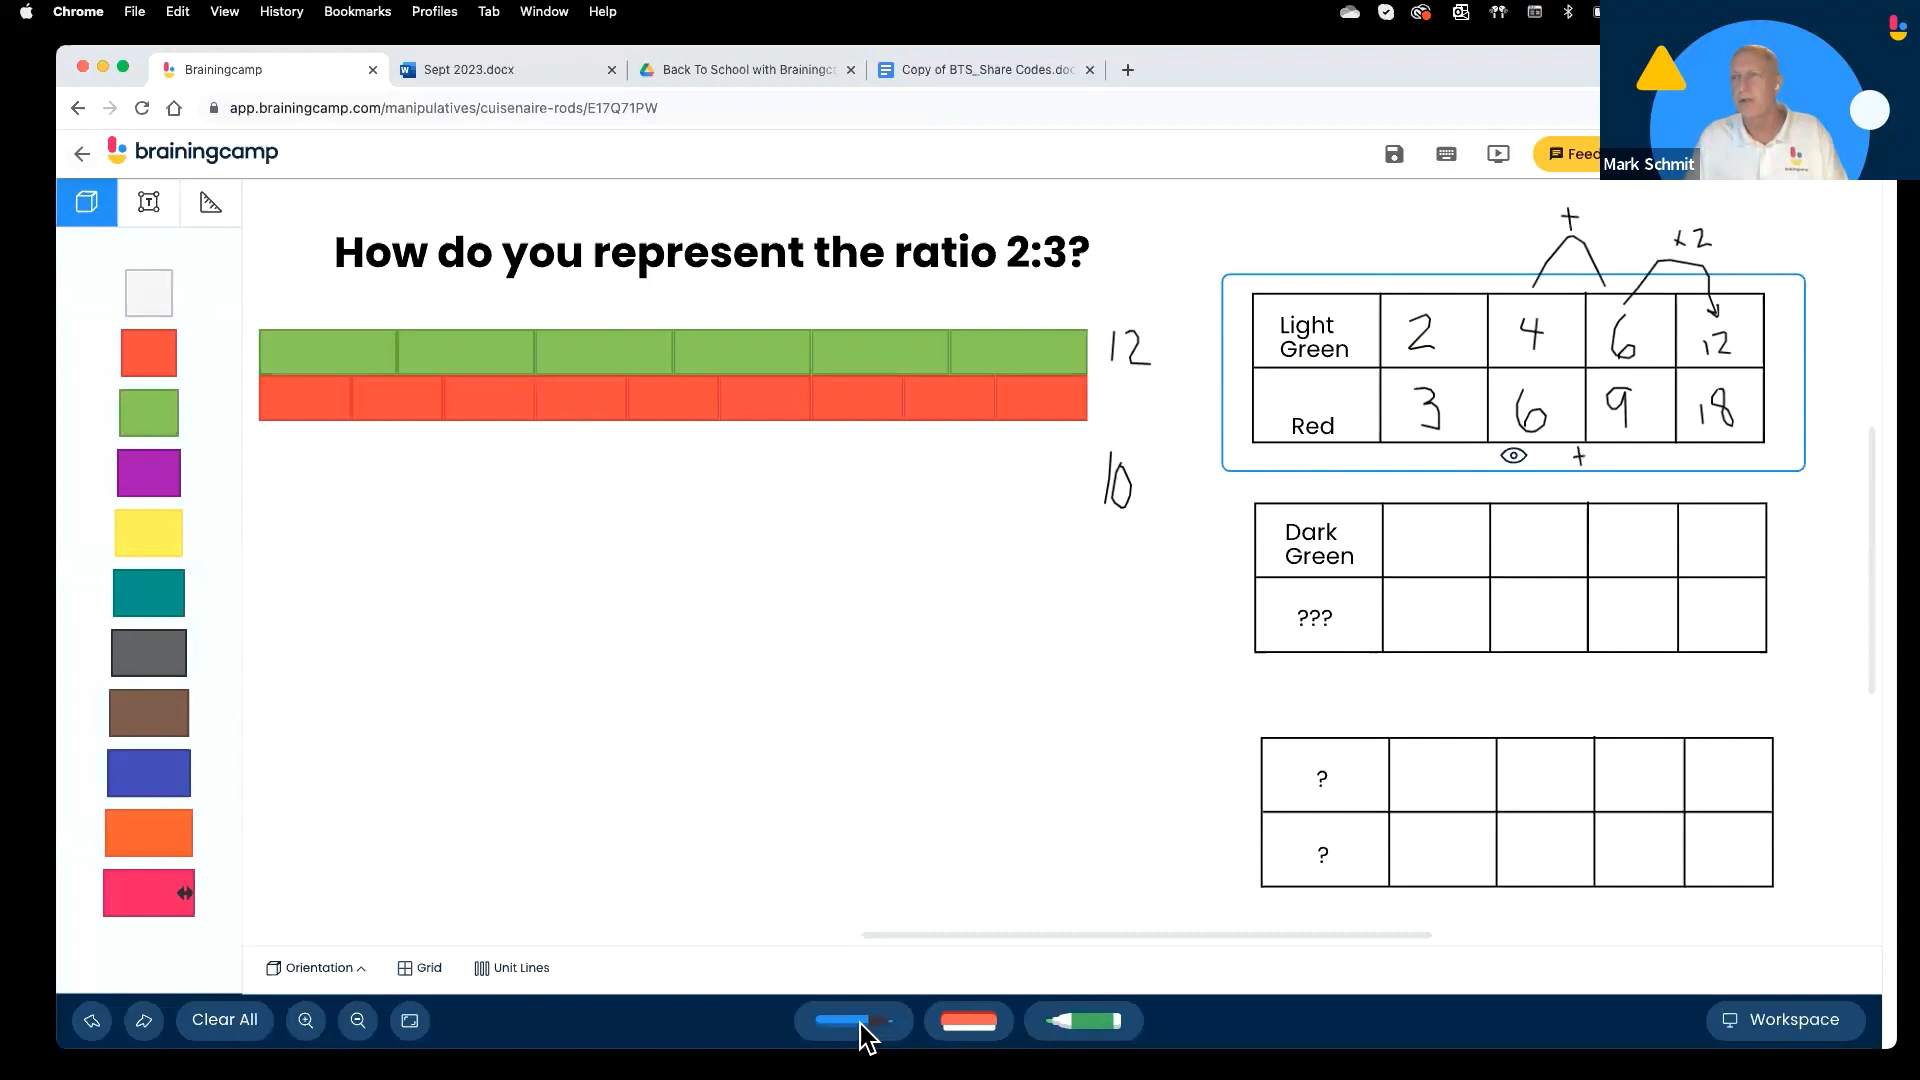 Chrome File Edit View History Bookmarks Profiles Tab Window Help
Brainingcamp
Sept 2023.docx
Back To School with Brainingc
Copy of BTS_Share Codes.doc
app.brainingcamp.com/manipulatives/cuisenaire-rods/E17Q71PW
brainingcamp
Feed
Mark Schmit
brainingcamp
T
How do you represent the ratio 2:3?
+
×2
12
Light Green 2 4 6 12
Red 3 6 9 18
+
10
Dark Green
???
?
?
Orientation Grid Unit Lines
Clear All
Workspace